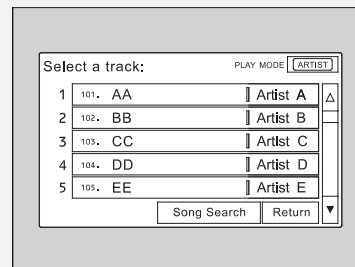 Select a track: PLAY MODE ARTIST
1 101. AA Artist A
2 102. BB Artist B
3 103. CC Artist C
4 104. DD Artist D
5 105. EE Artist E
Song Search Return